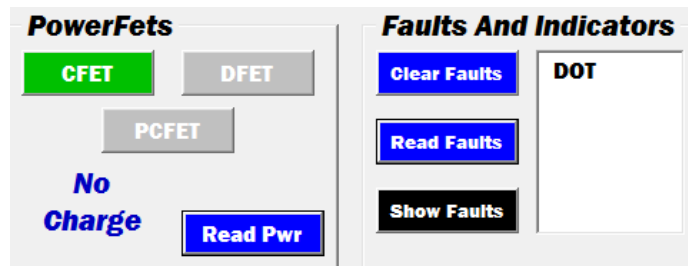 PowerFets
CFET
DFET
PCFET
No
Charge
Read Pwr
Faults And Indicators
Clear Faults
DOT
Read Faults
Show Faults